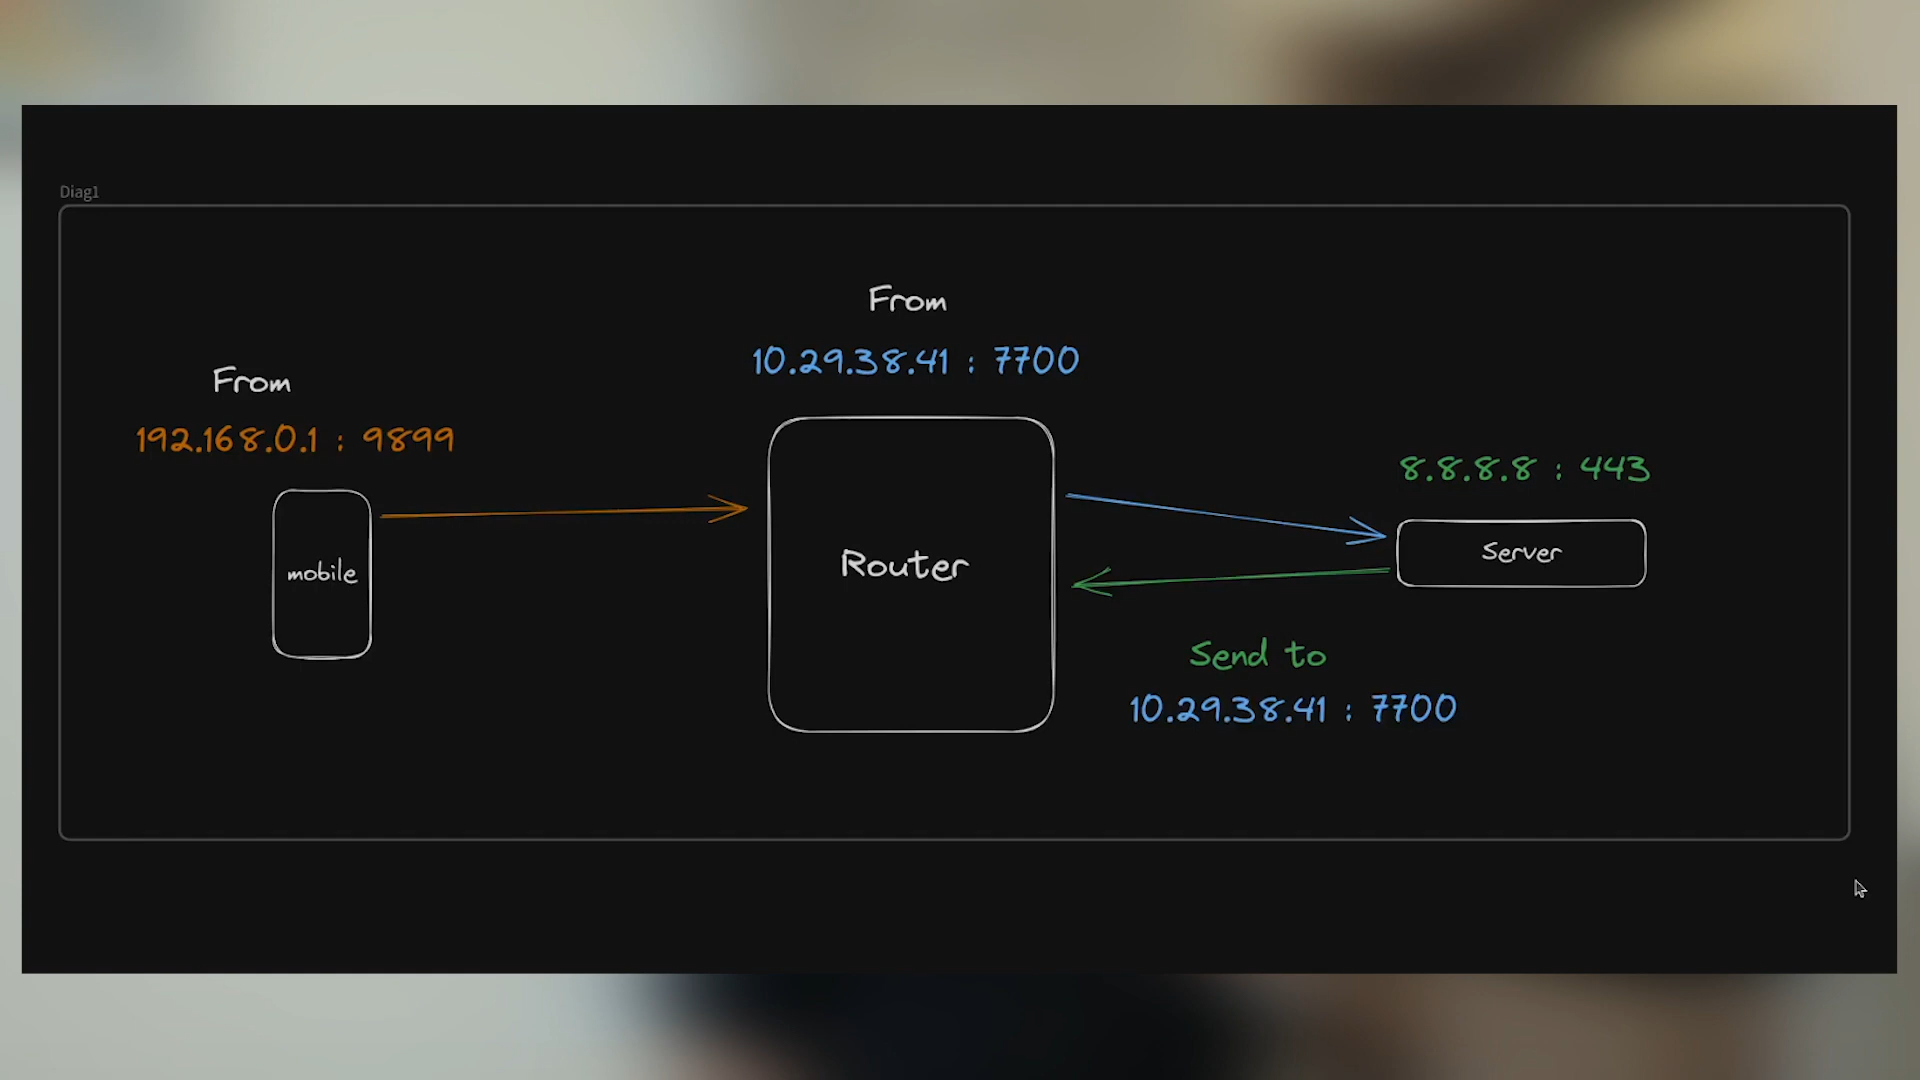 Diag1
From
10.29.38.41 : 7700
From
192.168.0.1 : 9899
8.8.8.8 : 443
mobile
Router
Server
Send to
10.29.38.41 : 7700